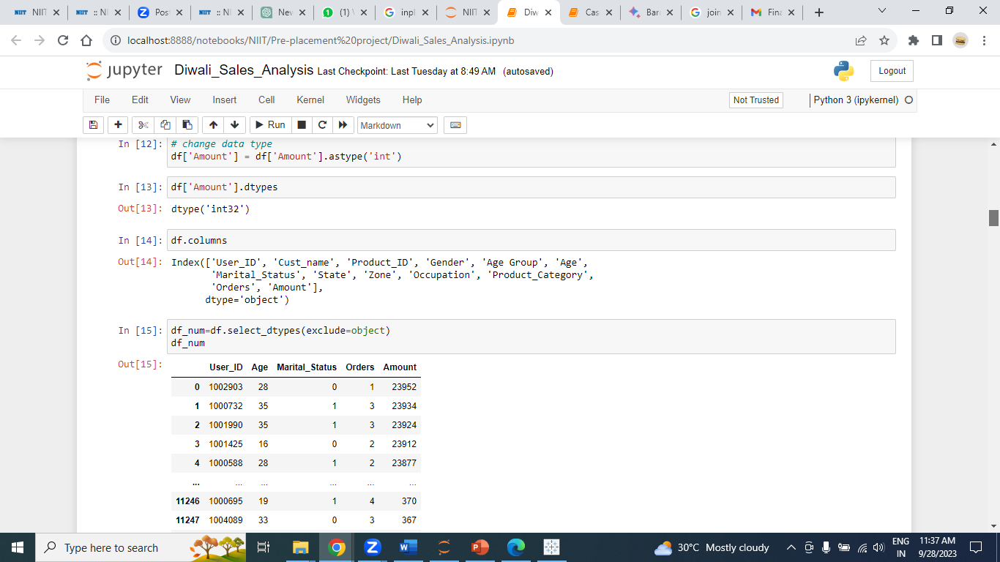 NIIT
:: NI
Post
NIIT :: NI
New
(1) W
inpl
NIIT
Diw
Cas
Bard
join
Fina
localhost:8888/notebooks/NIIT/Pre-placement%20project/Diwali_Sales_Analysis.ipynb
jupyter Diwali_Sales_Analysis Last Checkpoint: Last Tuesday at 8:49 AM (autosaved)
Logout
File Edit View Insert Cell Kernel Widgets Help
Not Trusted
Python 3 (ipykernel)
Run
Markdown
In [12]: # change data type
df['Amount'] = df['Amount'].astype('int')
In [13]: df['Amount'].dtypes
Out[13]: dtype('int32')
In [14]: df.columns
Out[14]: Index(['User_ID', 'Cust_name', 'Product_ID', 'Gender', 'Age Group', 'Age',
'Marital_Status', 'State', 'Zone', 'Occupation', 'Product_Category',
'Orders', 'Amount'],
dtype='object')
In [15]: df_num=df.select_dtypes(exclude=object)
df_num
Out[15]:
User_ID Age Marital_Status Orders Amount
0 1002903 28 0 1 23952
1 1000732 35 1 3 23934
2 1001990 35 1 3 23924
3 1001425 16 0 2 23912
4 1000588 28 1 2 23877
... ... ... ... ... ...
11246 1000695 19 1 4 370
11247 1004089 33 0 3 367
Type here to search
30°C Mostly cloudy
ENG
IN
11:37 AM
9/28/2023